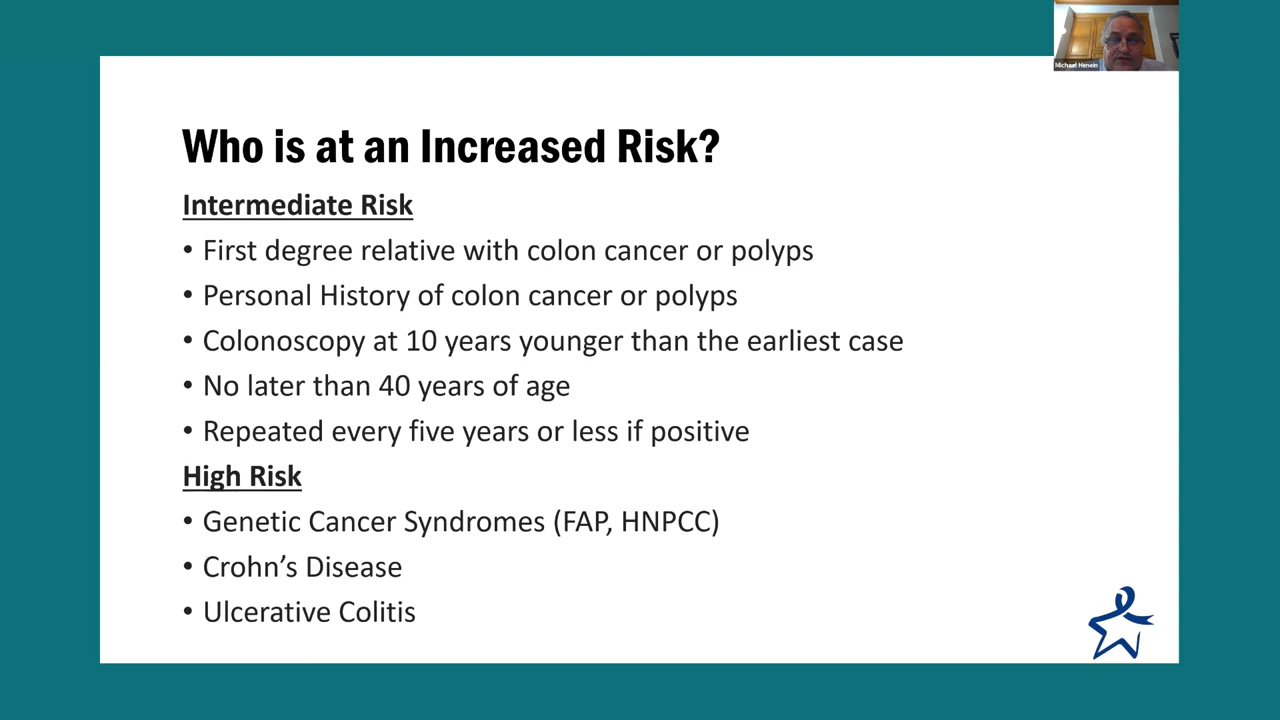 Michael Henein
Who is at an Increased Risk?
Intermediate Risk
• First degree relative with colon cancer or polyps
• Personal History of colon cancer or polyps
• Colonoscopy at 10 years younger than the earliest case
• No later than 40 years of age
• Repeated every five years or less if positive
High Risk
• Genetic Cancer Syndromes (FAP, HNPCC)
• Crohn’s Disease
• Ulcerative Colitis